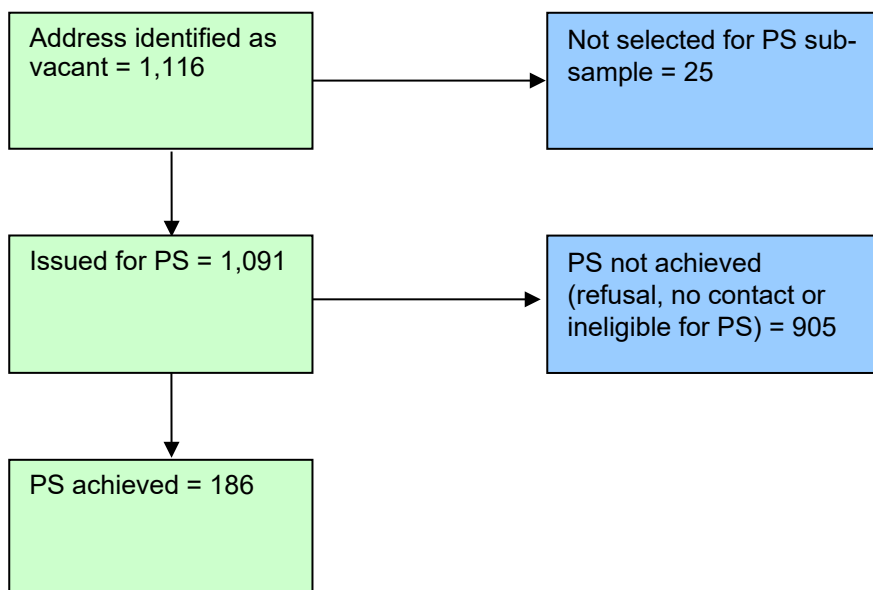 Address identified as
vacant = 1,116
Not selected for PS sub-
sample = 25
Issued for PS = 1,091
PS not achieved
(refusal, no contact or
ineligible for PS) = 905
PS achieved = 186